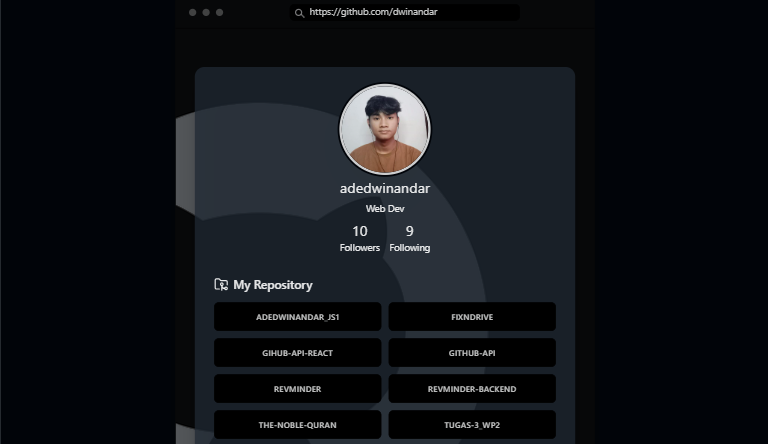 https://github.com/dwinandar
adedwinandar
Web Dev
10 9
Followers Following
My Repository
ADEDWINANDAR_JS1 FIXNDRIVE
GIHUB-API-REACT GITHUB-API
REVMINDER REVMINDER-BACKEND
THE-NOBLE-QURAN TUGAS-3_WP2